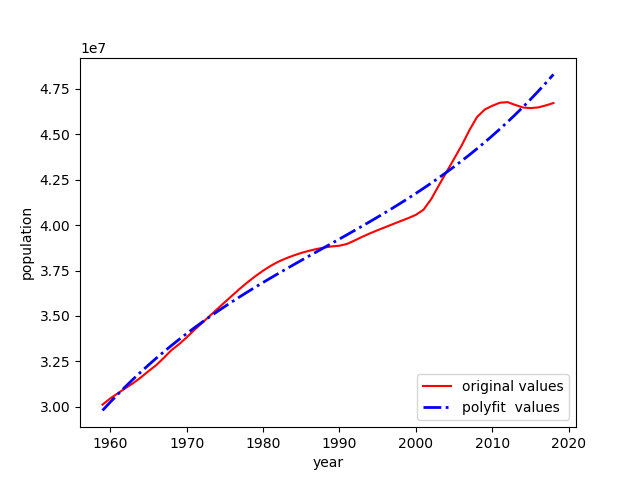 1e7
4.75
4.50
4.25
4.00
3.75
3.50
3.25
3.00
population
1960 1970 1980 1990 2000 2010 2020
year
original values
polyfit  values